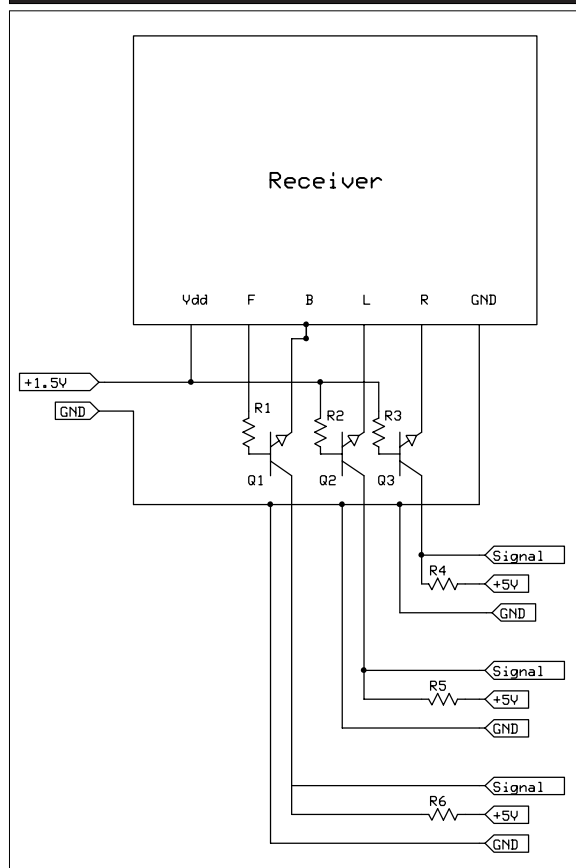 Receiver
Vdd F B L R GND
+1.5V
GND
R1 R2 R3
Q1 Q2 Q3
Signal
R4
+5V
GND
Signal
R5
+5V
GND
Signal
R6
+5V
GND